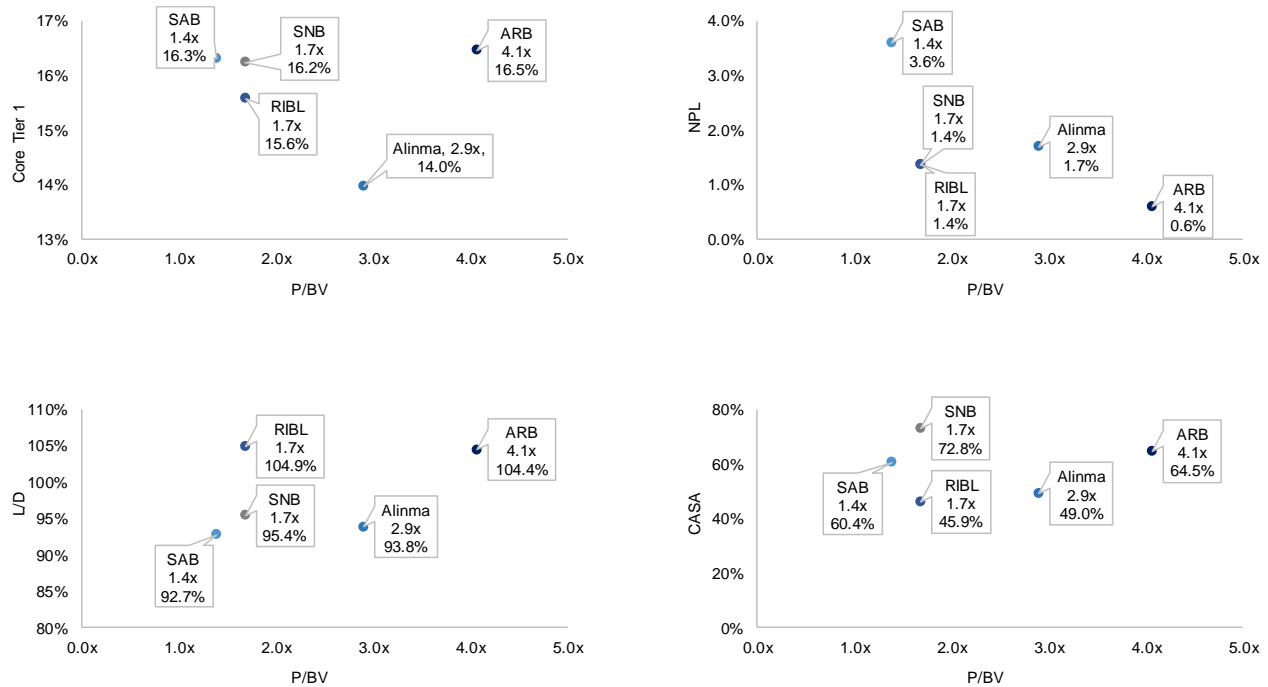 17%
16%
15%
14%
13%
Core Tier 1
SAB
1.4x
16.3%
SNB
1.7x
16.2%
RIBL
1.7x
15.6%
Alinma, 2.9x,
14.0%
ARB
4.1x
16.5%
0.0x 1.0x 2.0x 3.0x 4.0x 5.0x
P/BV
4.0%
3.0%
2.0%
1.0%
0.0%
NPL
SAB
1.4x
3.6%
SNB
1.7x
1.4%
RIBL
1.7x
1.4%
Alinma
2.9x
1.7%
ARB
4.1x
0.6%
0.0x 1.0x 2.0x 3.0x 4.0x 5.0x
P/BV
110%
105%
100%
95%
90%
85%
80%
L/D
RIBL
1.7x
104.9%
SNB
1.7x
95.4%
SAB
1.4x
92.7%
Alinma
2.9x
93.8%
ARB
4.1x
104.4%
0.0x 1.0x 2.0x 3.0x 4.0x 5.0x
P/BV
80%
60%
40%
20%
0%
CASA
SNB
1.7x
72.8%
SAB
1.4x
60.4%
RIBL
1.7x
45.9%
Alinma
2.9x
49.0%
ARB
4.1x
64.5%
0.0x 1.0x 2.0x 3.0x 4.0x 5.0x
P/BV